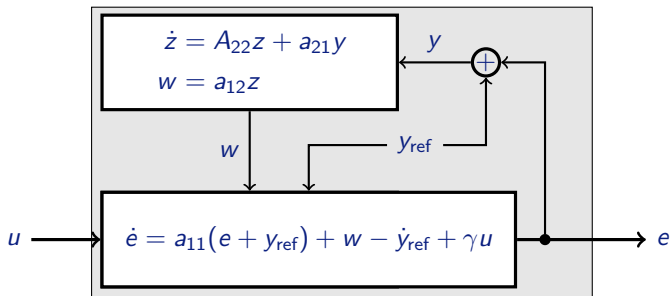 ż = A₂₂z + a₂₁y
w = a₁₂z
y
+
w
y_ref
u
ė = a₁₁(e + y_ref) + w − ẏ_ref + γu
e